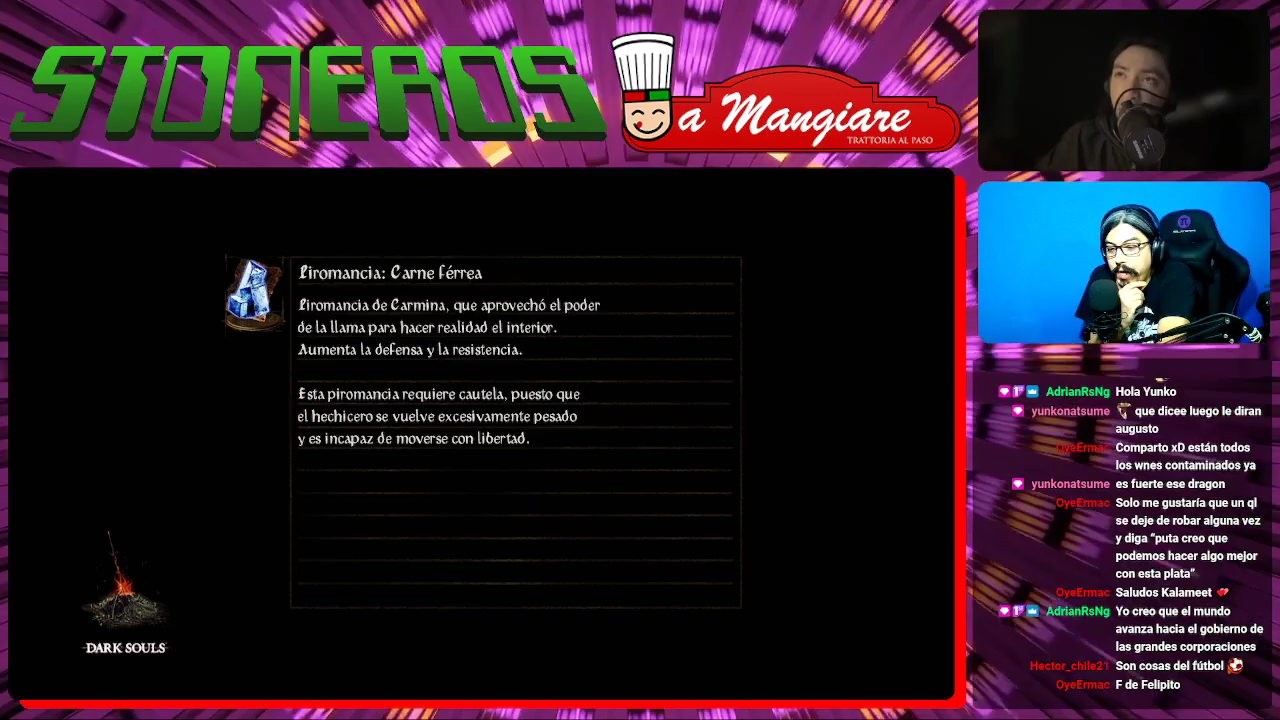 STONEROS
a Mangiare
TRATTORIA AL PASO
Piromancia: Carne férrea
Piromancia de Carmina, que aprovechó el poder
de la llama para hacer realidad el interior.
Aumenta la defensa y la resistencia.
Esta piromancia requiere cautela, puesto que
el hechicero se vuelve excesivamente pesado
y es incapaz de moverse con libertad.
DARK SOULS
AdrianRsNg Hola Yunko
yunkonatsume que dicee luego le diran
augusto
OyeErmac Comparto xD están todos
los wnes contaminados ya
yunkonatsume es fuerte ese dragon
OyeErmac Solo me gustaría que un ql
se deje de robar alguna vez
y diga “puta creo que
podemos hacer algo mejor
con esta plata”
OyeErmac Saludos Kalameet
AdrianRsNg Yo creo que el mundo
avanza hacia el gobierno de
las grandes corporaciones
Hector_chile21 Son cosas del fútbol
OyeErmac F de Felipito